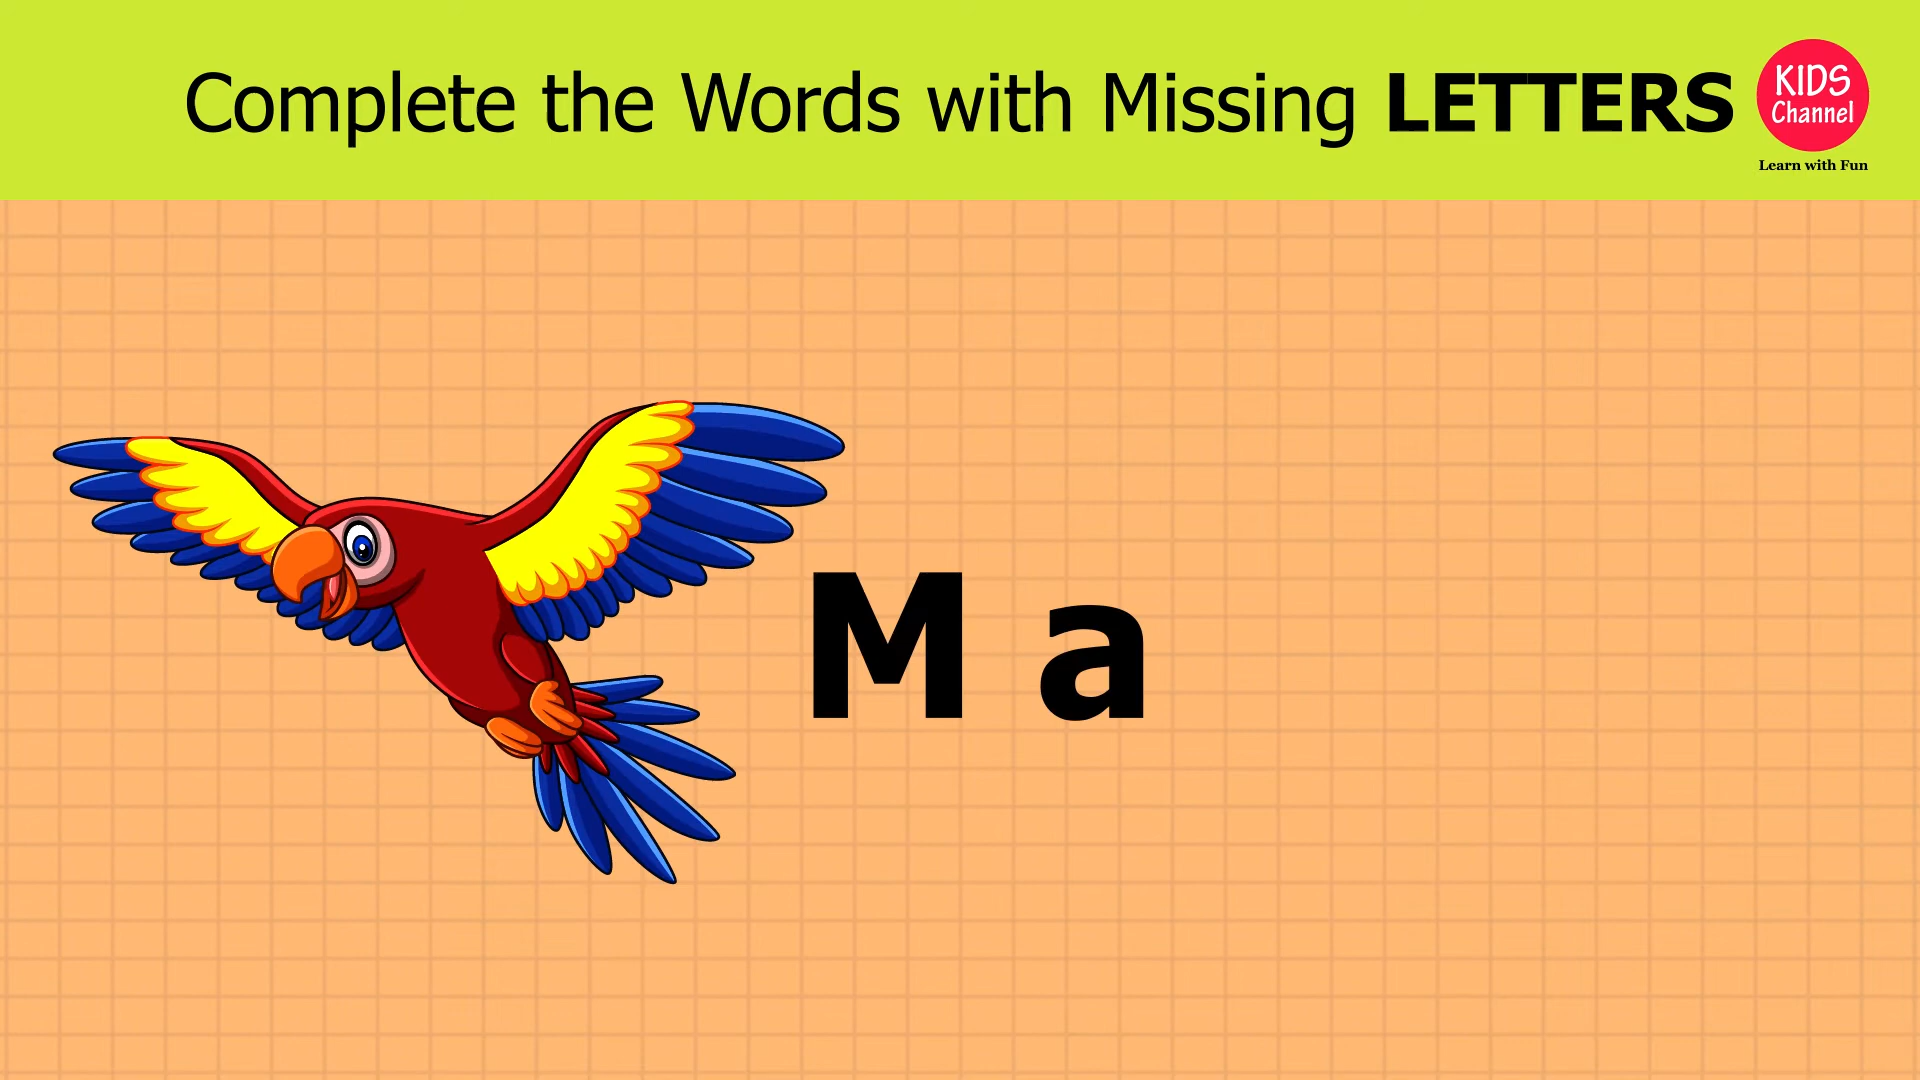 Complete the Words with Missing LETTERS
KIDS
Channel
Learn with Fun
M a